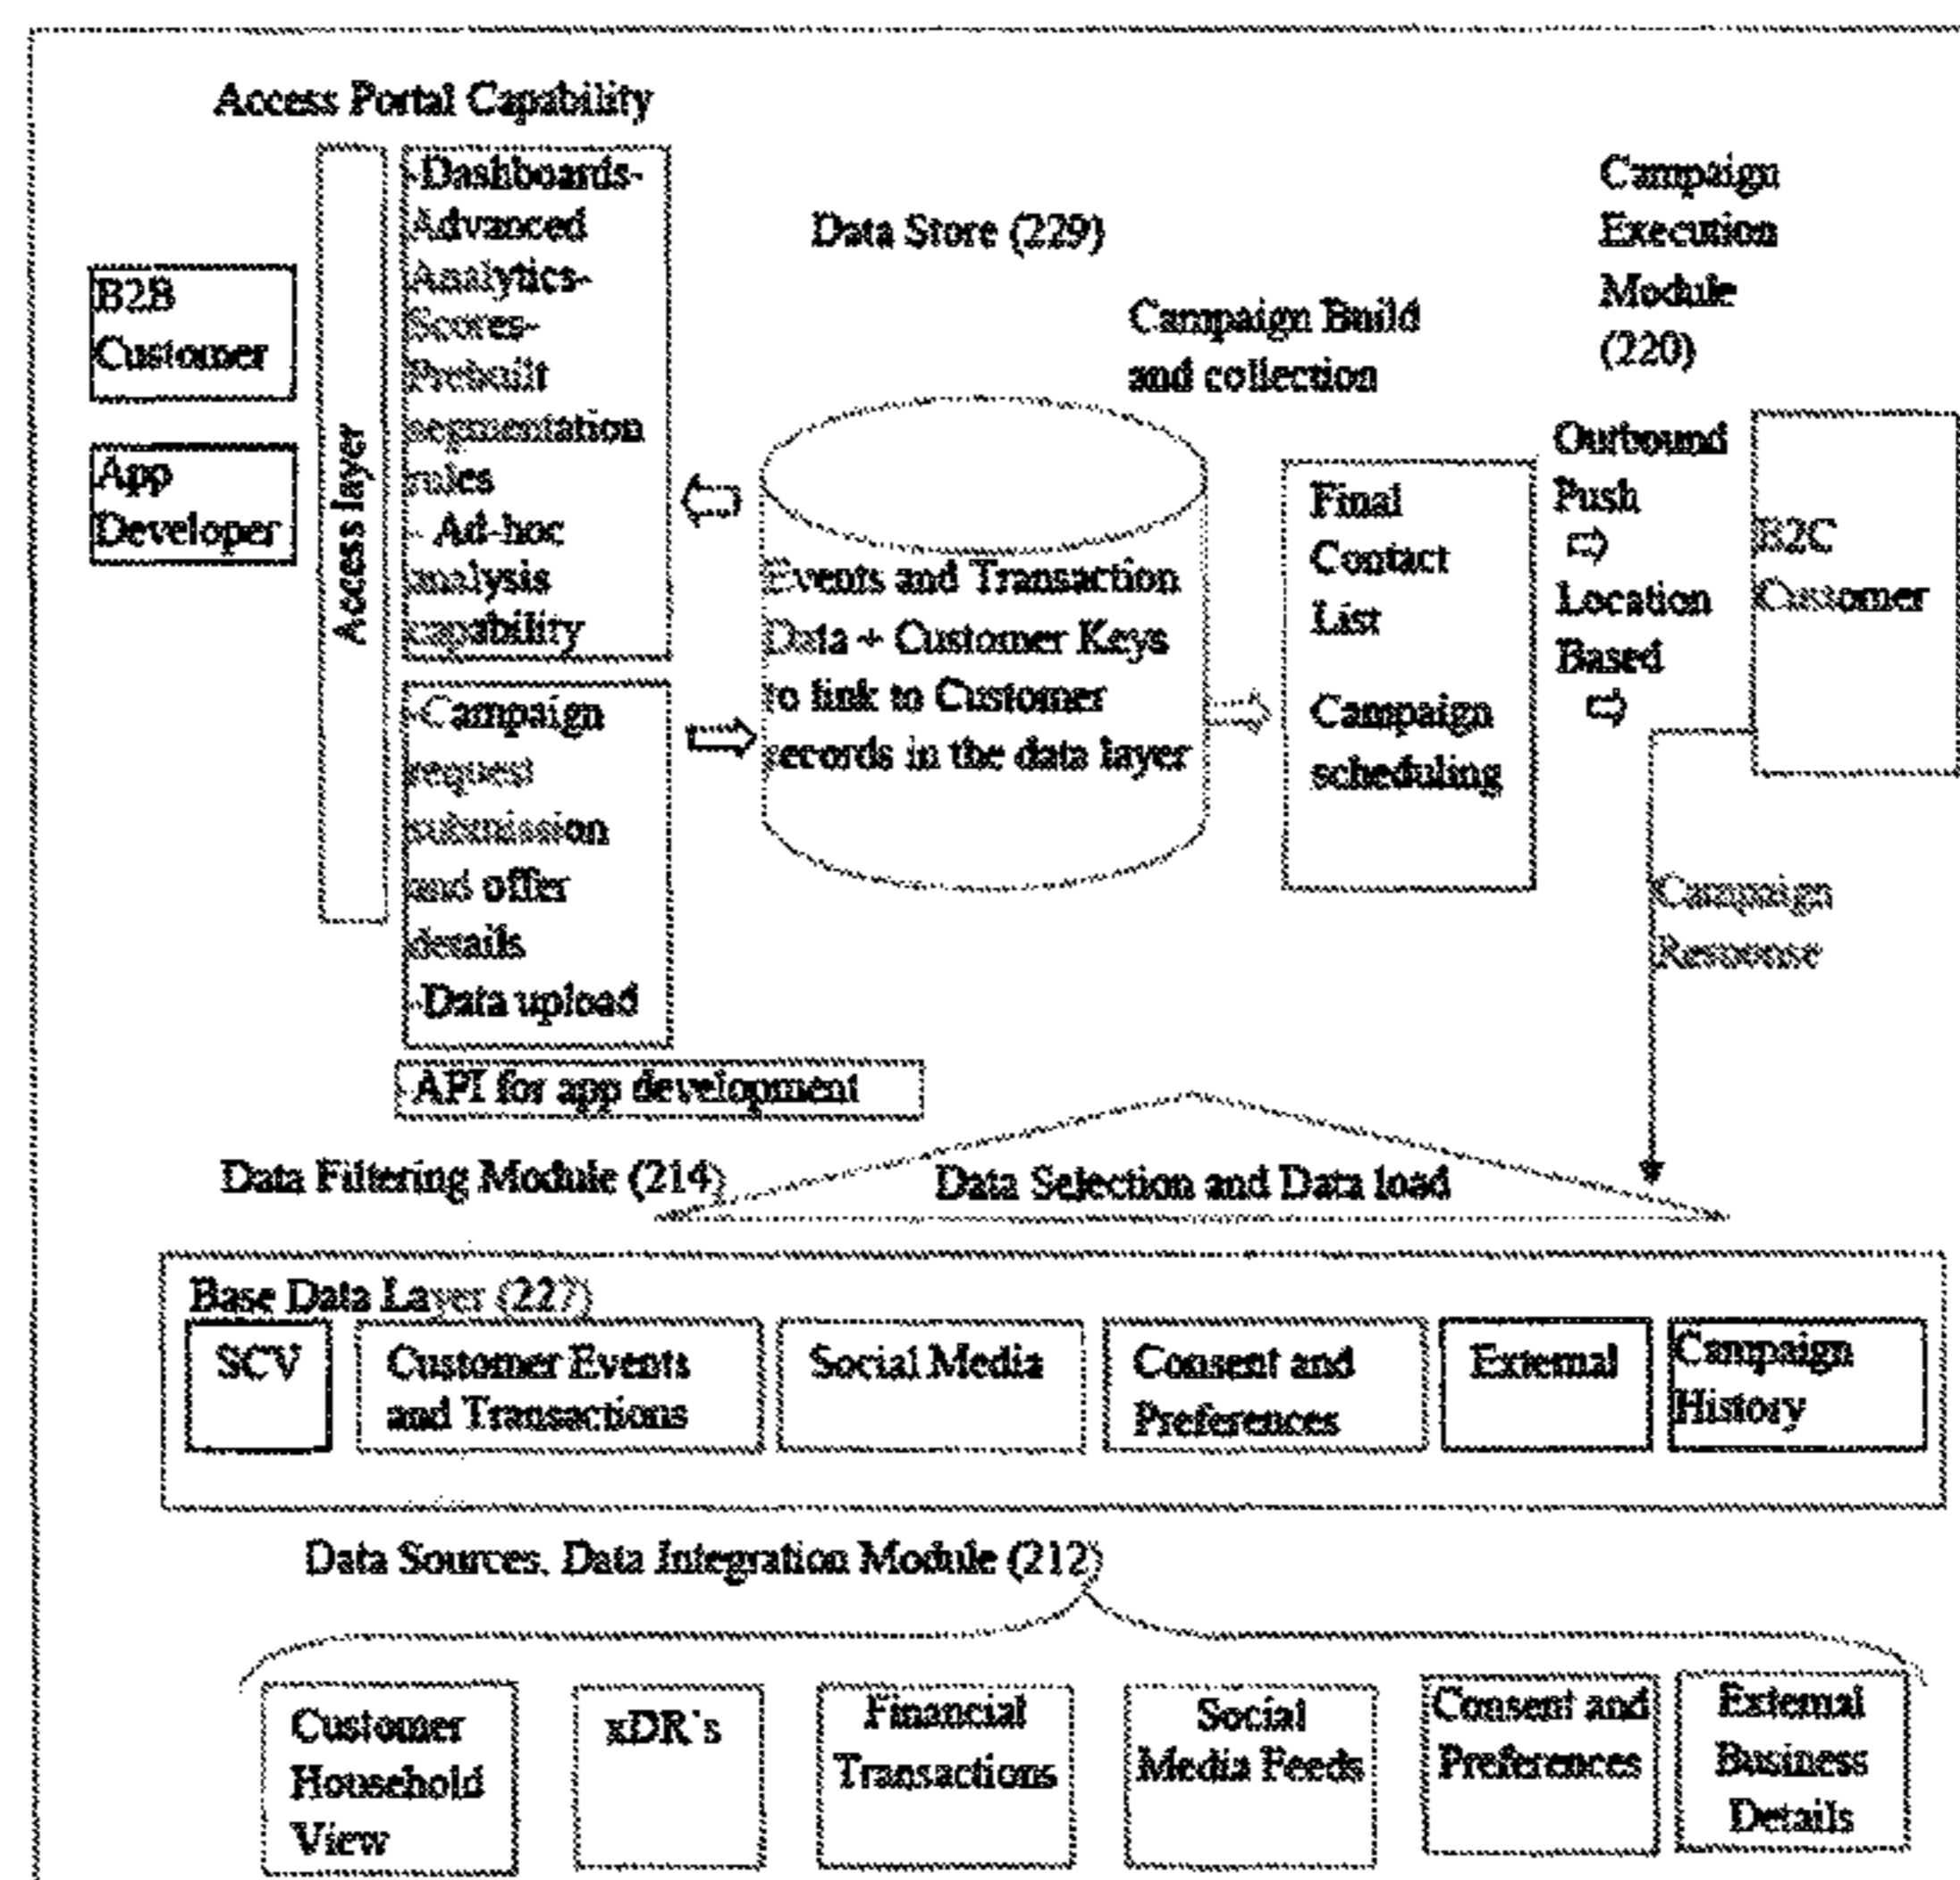 Access Portal Capability
B2B
Customer
App
Developer
Access layer
-Dashboards-
Advanced
Analytics-
Scores-
Prebuilt
segmentation
rules
- Ad-hoc
analysis
capability
-Campaign
request
submission
and offer
details
-Data upload
-API for app development
Data Store (229)
Events and Transaction
Data + Customer Keys
to link to Customer
records in the data layer
Campaign Build
and collection
Final
Contact
List
Campaign
scheduling
Campaign
Execution
Module
(220)
Outbound
Push
Location
Based
B2C
Customer
Campaign
Response
Data Filtering Module (214)
Data Selection and Data load
Base Data Layer (227)
SCV
Customer Events
and Transactions
Social Media
Consent and
Preferences
External
Campaign
History
Data Sources, Data Integration Module (212)
Customer
Household
View
xDR's
Financial
Transactions
Social
Media Feeds
Consent and
Preferences
External
Business
Details